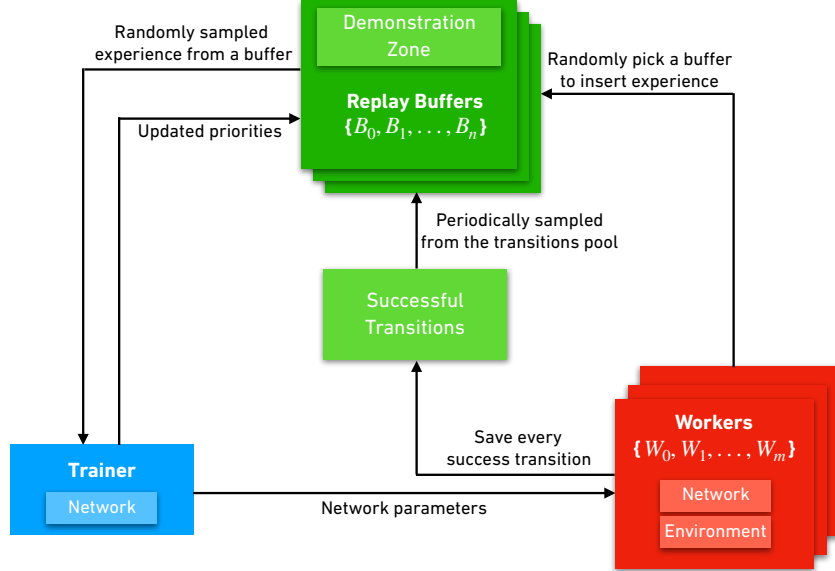 Randomly sampled
experience from a buffer
Demonstration
Zone
Randomly pick a buffer
to insert experience
Replay Buffers
{B₀, B₁, . . . , Bₙ}
Updated priorities
Periodically sampled
from the transitions pool
Successful
Transitions
Save every
success transition
Workers
{W₀, W₁, . . . , Wₘ}
Network
Environment
Trainer
Network
Network parameters